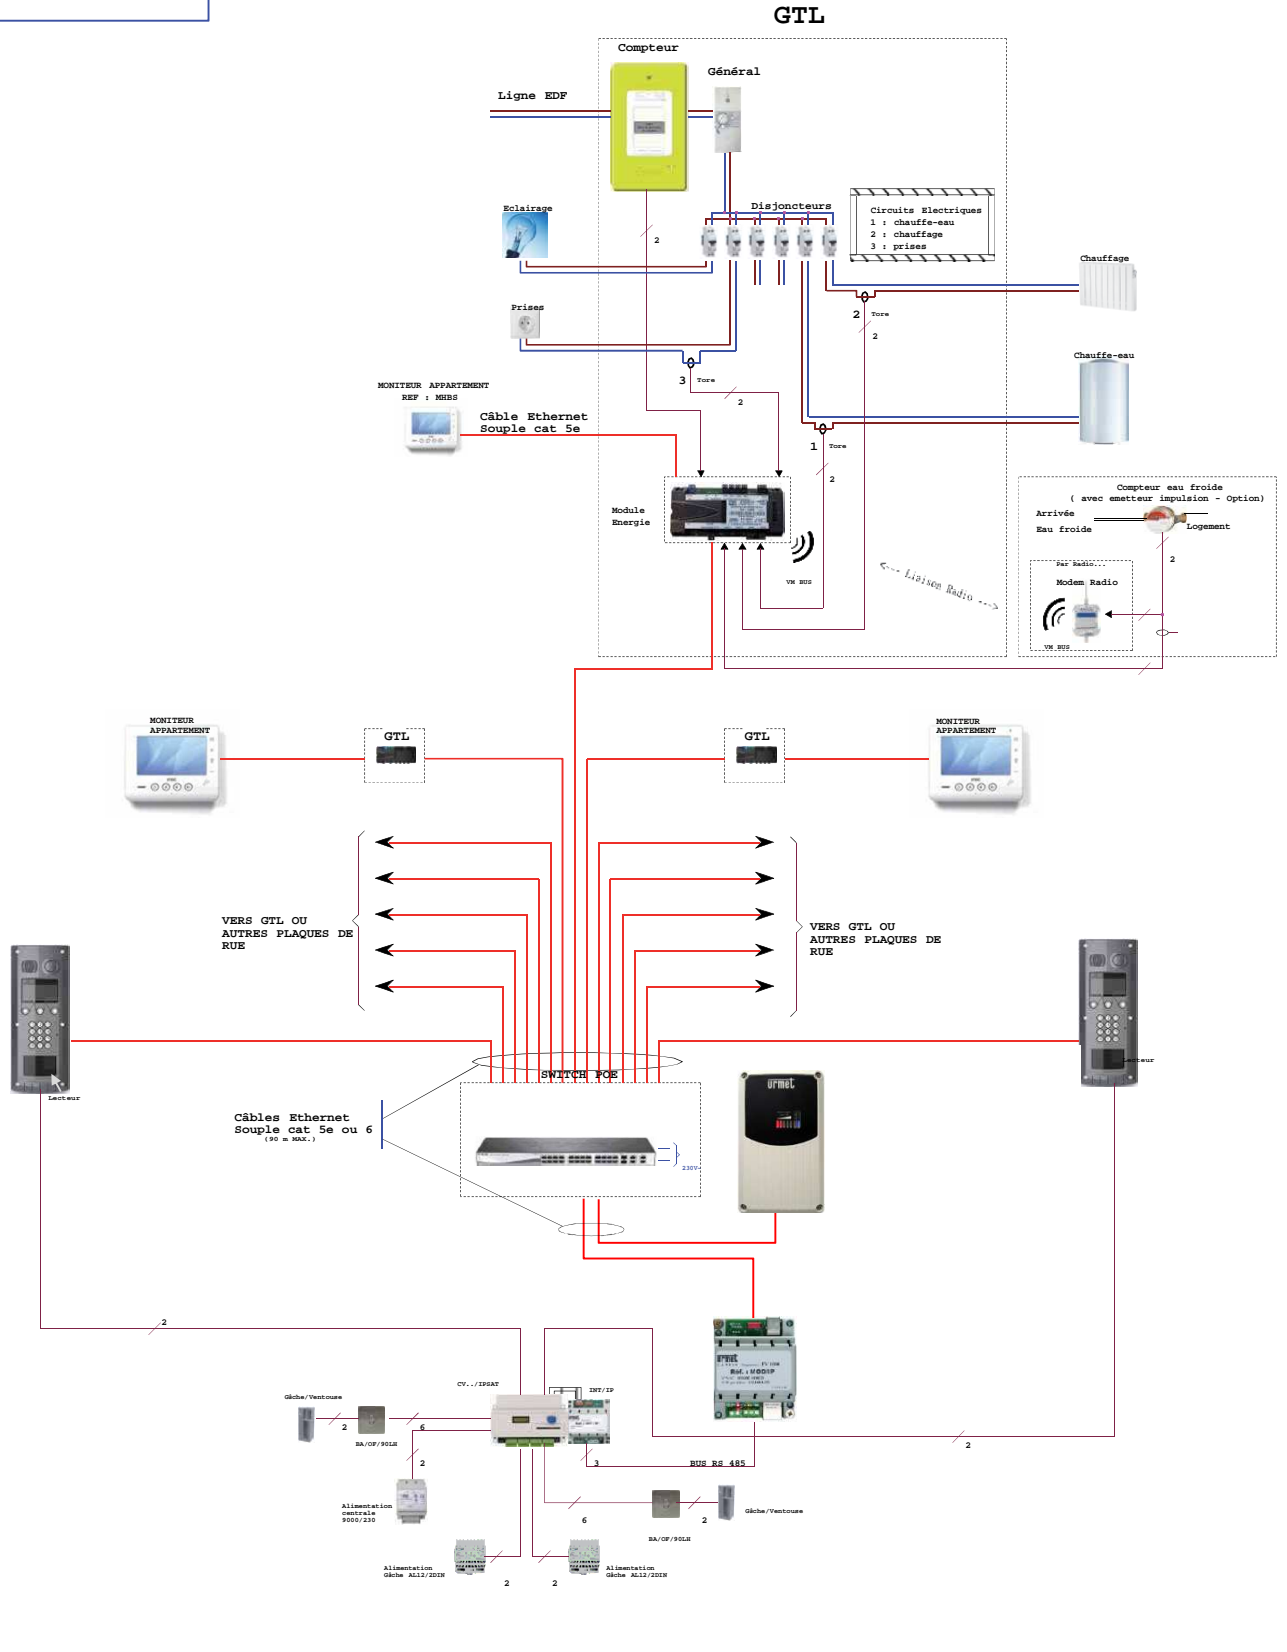 GTL
Compteur
Général
Ligne EDF
Eclairage
Disjoncteurs
Circuits Electriques
1 : chauffe-eau
2 : chauffage
3 : prises
2
Chauffage
Prises
2 Tore
2
Chauffe-eau
3 Tore
2
MONITEUR APPARTEMENT
REF : MHBS
Câble Ethernet
Souple cat 5e
1 Tore
2
Module
Energie
VM BUS
Liaison Radio
Compteur eau froide
( avec emetteur impulsion - Option)
Arrivée
Eau froide
Logement
2
Par Radio...
Modem Radio
VM BUS
MONITEUR
APPARTEMENT
GTL
GTL
MONITEUR
APPARTEMENT
VERS GTL OU
AUTRES PLAQUES DE
RUE
VERS GTL OU
AUTRES PLAQUES DE
RUE
Lecteur
Lecteur
SWITCH POE
Câbles Ethernet
Souple cat 5e ou 6
(90 m MAX.)
230V~
urmet
2
urmet
Réf. : MODIP
CV../IPSAT
INT/IP
Gâche/Ventouse
2
BA/OF/90LH
6
2
3
BUS RS 485
2
Alimentation
centrale
9000/230
6
2
Gâche/Ventouse
BA/OF/90LH
Alimentation
Gâche AL12/2DIN
2
2
Alimentation
Gâche AL12/2DIN